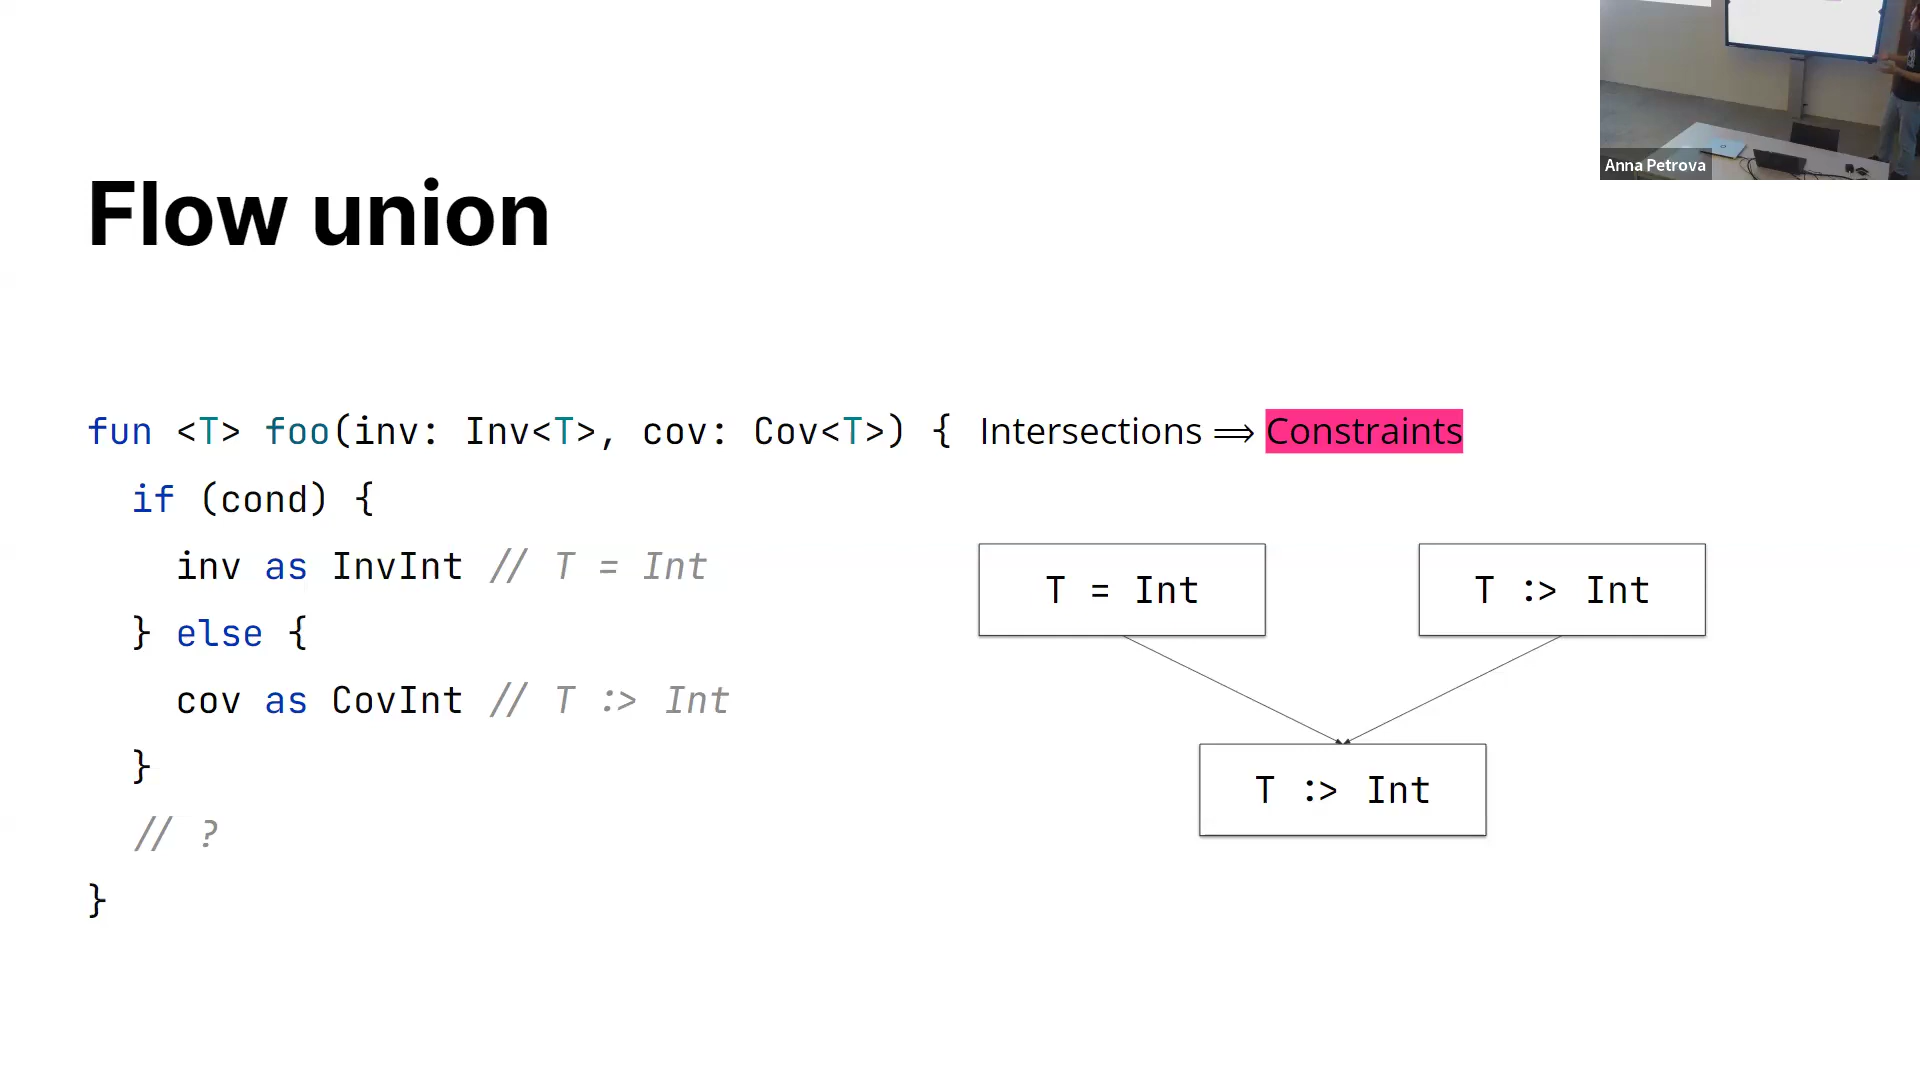 Anna Petrova
Flow union
fun <T> foo(inv: Inv<T>, cov: Cov<T>) {
if (cond) {
inv as InvInt // T = Int
} else {
cov as CovInt // T :> Int
}
// ?
}
Intersections ⟹ Constraints
T = Int
T :> Int
T :> Int